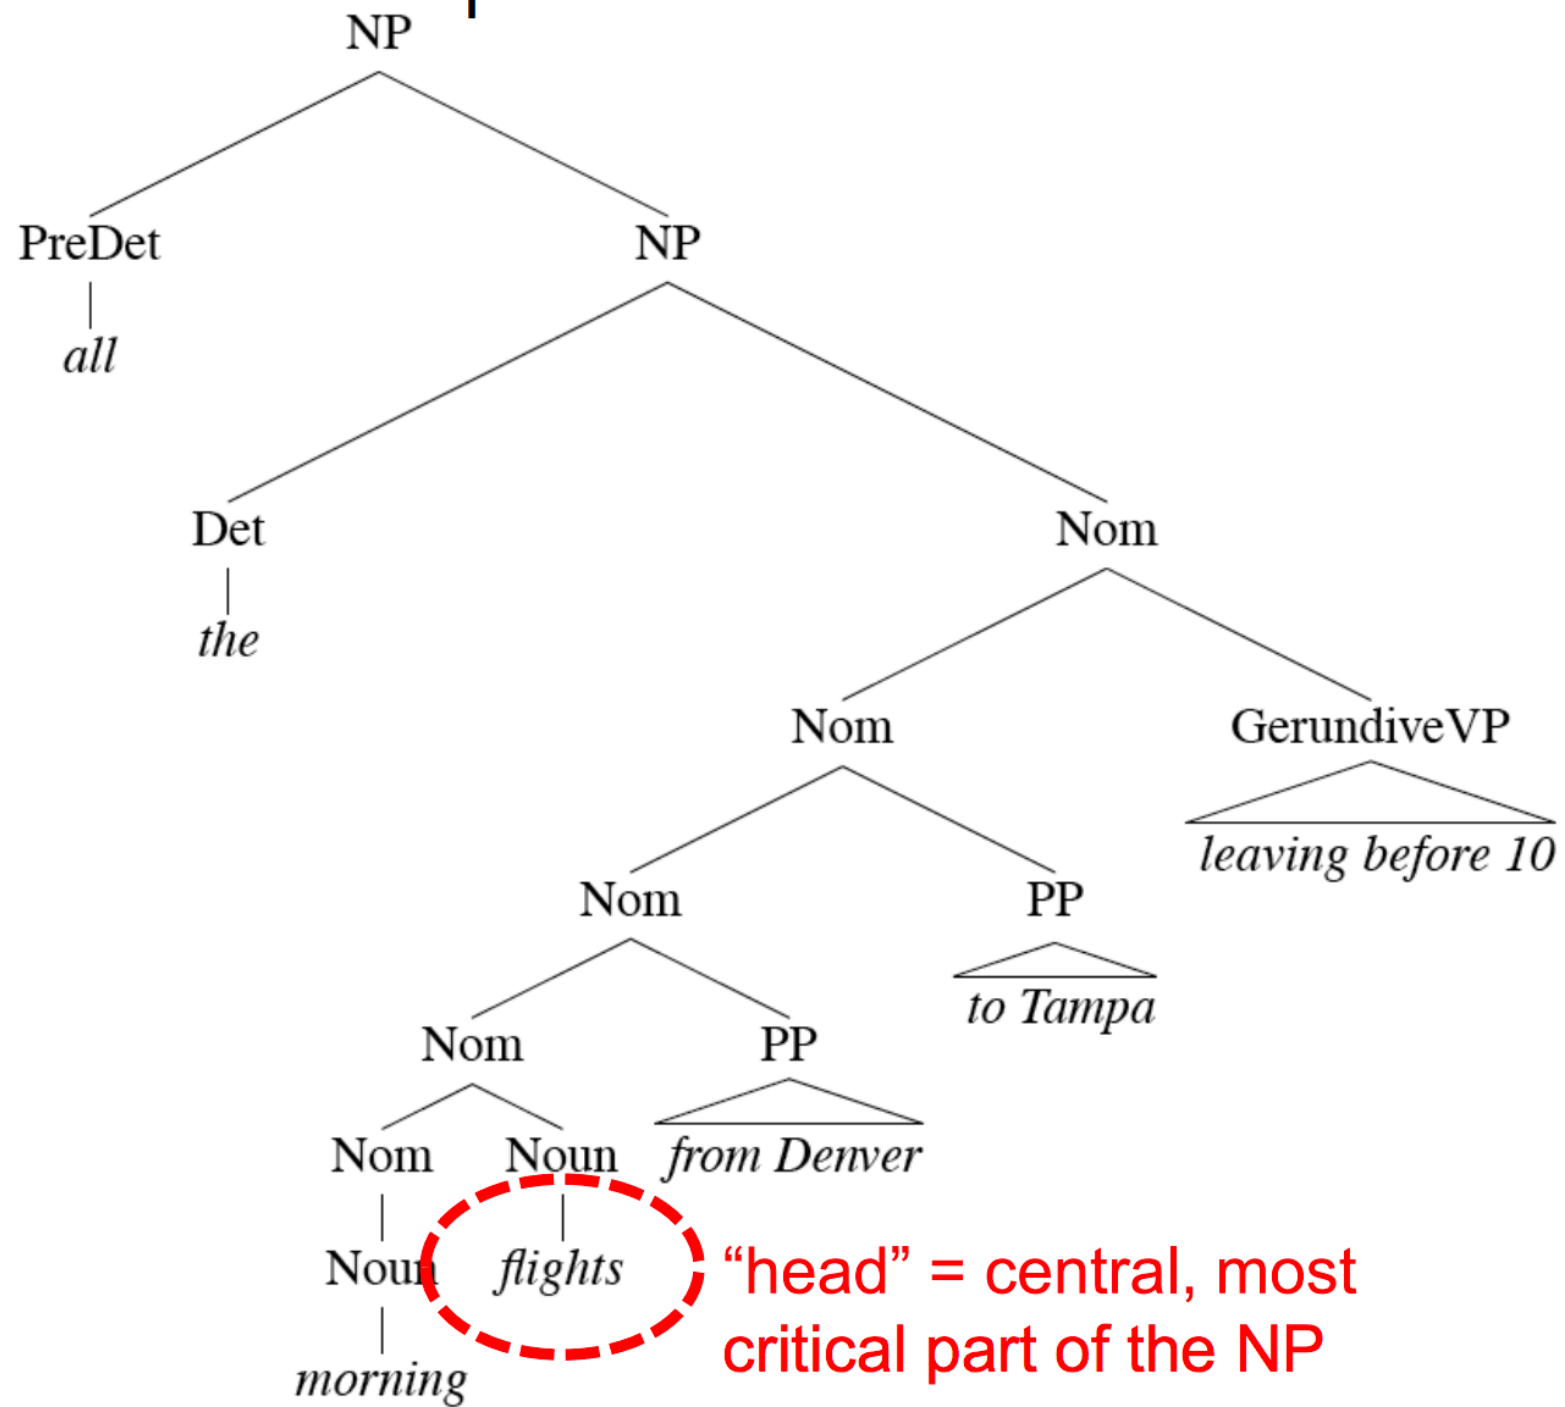 NP
PreDet NP
all
Det Nom
the
Nom GerundiveVP
leaving before 10
Nom PP
to Tampa
Nom PP
Nom Noun from Denver
Noun flights “head” = central, most
critical part of the NP
morning